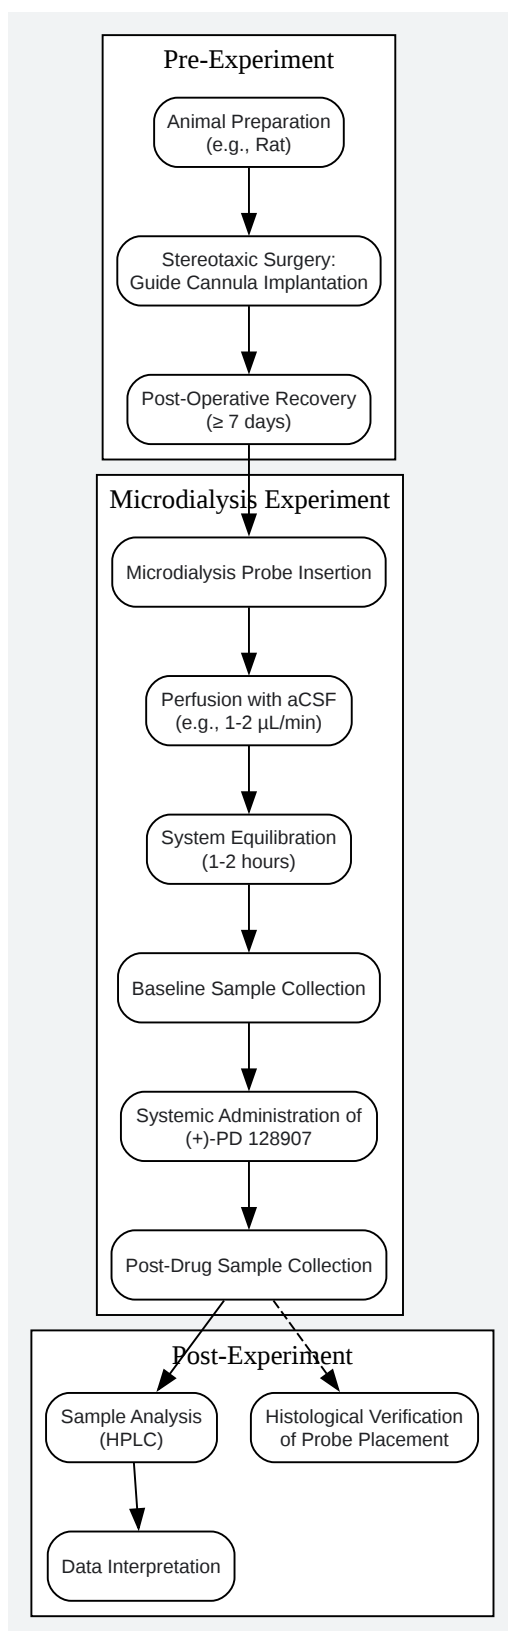 Pre-Experiment
Animal Preparation
(e.g., Rat)
Stereotaxic Surgery:
Guide Cannula Implantation
Post-Operative Recovery
(≥ 7 days)
Microdialysis Experiment
Microdialysis Probe Insertion
Perfusion with aCSF
(e.g., 1-2 µL/min)
System Equilibration
(1-2 hours)
Baseline Sample Collection
Systemic Administration of
(+)-PD 128907
Post-Drug Sample Collection
Post-Experiment
Sample Analysis
(HPLC)
Histological Verification
of Probe Placement
Data Interpretation